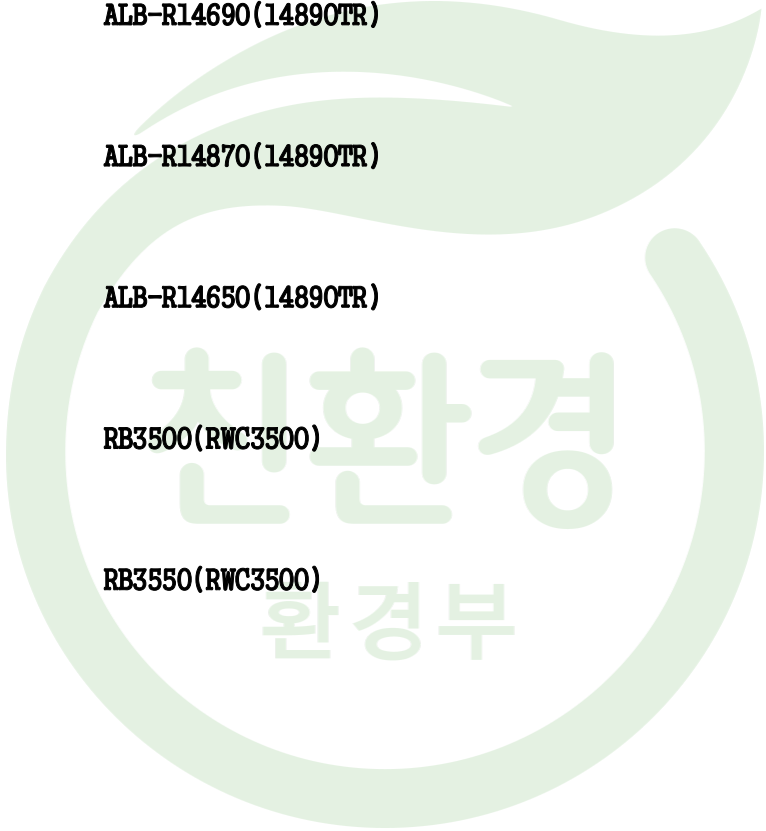 ALB-R14690(14890TR)
ALB-R14870(14890TR)
ALB-R14650(14890TR)
친환경
RB3500(RWC3500)
RB3550(RWC3500)
환경부